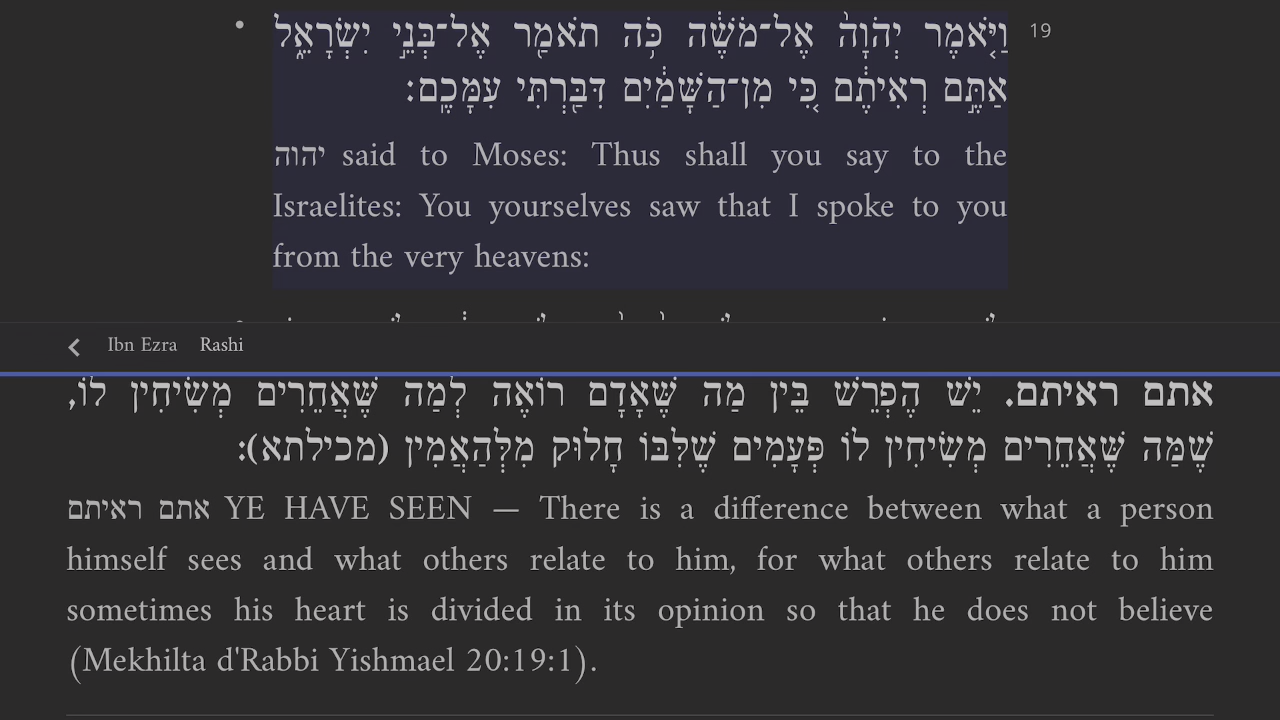 וַיֹּ֤אמֶר יְהֹוָה֙ אֶל־מֹשֶׁ֔ה כֹּ֥ה תֹאמַ֖ר אֶל־בְּנֵ֣י יִשְׂרָאֵ֑ל 19
אַתֶּ֣ם רְאִיתֶ֔ם כִּ֚י מִן־הַשָּׁמַ֔יִם דִּבַּ֖רְתִּי עִמָּכֶֽם׃
יהוה said to Moses: Thus shall you say to the
Israelites: You yourselves saw that I spoke to you
from the very heavens:
Ibn Ezra Rashi
אתם ראיתם. יֵשׁ הֶפְרֵשׁ בֵּין מַה שֶּׁאָדָם רוֹאֶה לְמַה שֶּׁאֲחֵרִים מְשִׂיחִין לוֹ,
שֶׁמַּה שֶּׁאֲחֵרִים מְשִׂיחִין לוֹ פְּעָמִים שֶׁלִּבּוֹ חָלוּק מִלְּהַאֲמִין (מכילתא):
אתם ראיתם YE HAVE SEEN — There is a difference between what a person
himself sees and what others relate to him, for what others relate to him
sometimes his heart is divided in its opinion so that he does not believe
(Mekhilta d'Rabbi Yishmael 20:19:1).